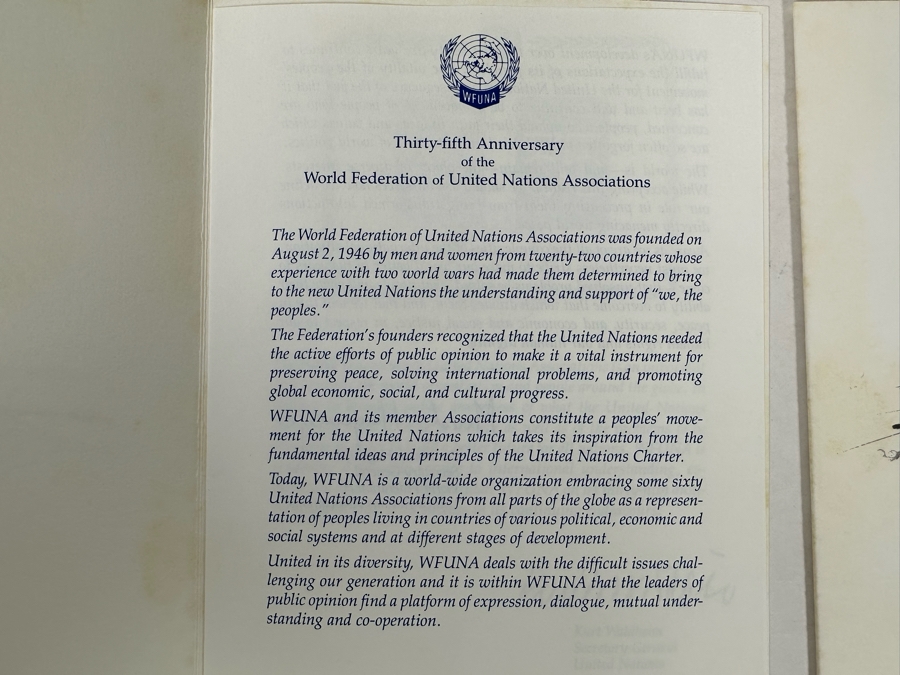 WFUNA
Thirty-fifth Anniversary
of the
World Federation of United Nations Associations
The World Federation of United Nations Associations was founded on
August 2, 1946 by men and women from twenty-two countries whose
experience with two world wars had made them determined to bring
to the new United Nations the understanding and support of “we, the
peoples.”
The Federation’s founders recognized that the United Nations needed
the active efforts of public opinion to make it a vital instrument for
preserving peace, solving international problems, and promoting
global economic, social, and cultural progress.
WFUNA and its member Associations constitute a peoples’ move-
ment for the United Nations which takes its inspiration from the
fundamental ideas and principles of the United Nations Charter.
Today, WFUNA is a world-wide organization embracing some sixty
United Nations Associations from all parts of the globe as a represen-
tation of peoples living in countries of various political, economic and
social systems and at different stages of development.
United in its diversity, WFUNA deals with the difficult issues chal-
lenging our generation and it is within WFUNA that the leaders of
public opinion find a platform of expression, dialogue, mutual under-
standing and co-operation.